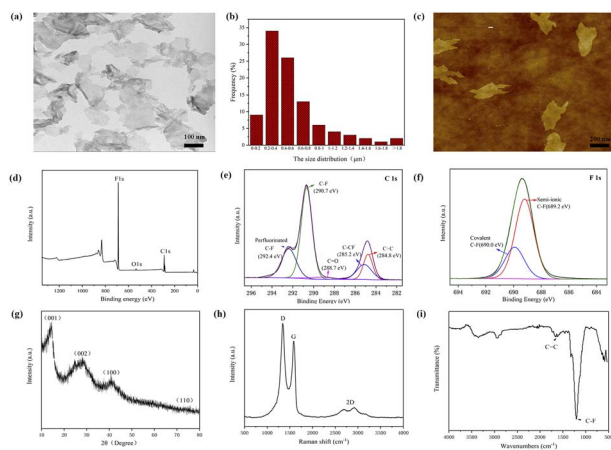 (a)
100 nm
(b)
Frequency (%)
35
30
25
20
15
10
5
0
0-0.2 0.2-0.4 0.4-0.6 0.6-0.8 0.8-1 1-1.2 1.2-1.4 1.4-1.6 1.6-1.8 >1.8
The size distribution (μm)
(c)
200 nm
(d)
Intensity (a.u.)
F1s
O1s
C1s
1200 1000 800 600 400 200 0
Binding energy (eV)
(e)
Intensity (a.u.)
C 1s
C-F
(290.7 eV)
Perfluorinated
C-F
(292.4 eV)
C=O
(288.7 eV)
C-CF
(285.2 eV)
C=C
(284.8 eV)
296 294 292 290 288 286 284 282
Binding Energy (eV)
(f)
Intensity (a.u.)
F 1s
Semi-ionic
C-F(689.2 eV)
Covalent
C-F(690.0 eV)
694 692 690 688 686 684
Binding Energy (eV)
(g)
Intensity (a.u.)
(001)
(002)
(100)
(110)
10 20 30 40 50 60 70 80
2θ (Degree)
(h)
Intensity (a.u.)
D
G
2D
500 1000 1500 2000 2500 3000 3500 4000
Raman shift (cm-1)
(i)
Transmittance (%)
C=C
C-F
4000 3500 3000 2500 2000 1500 1000 500
Wavenumbers (cm-1)